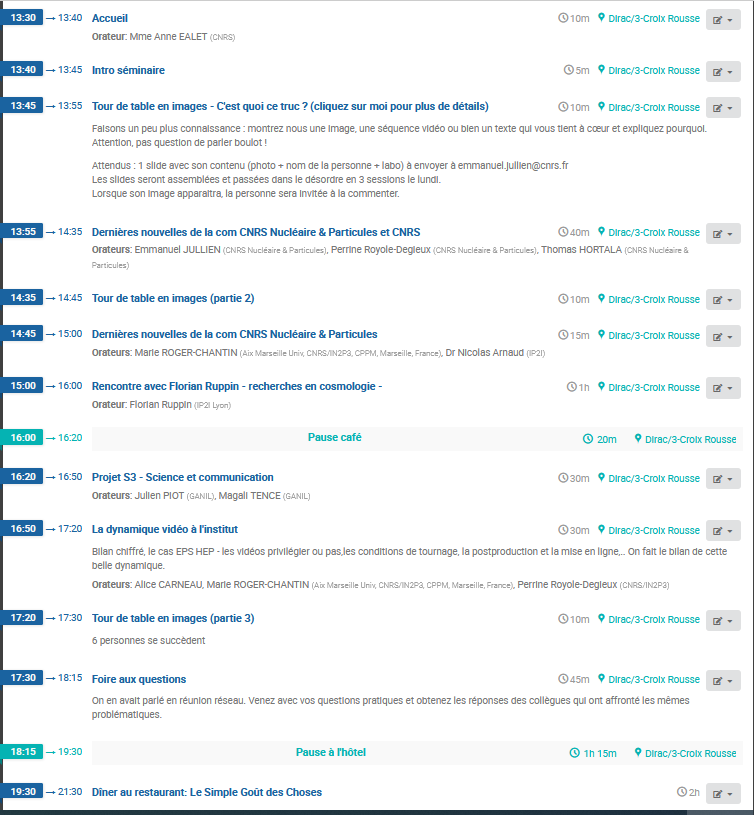 13:30 → 13:40 Accueil 10m Dirac/3-Croix Rousse
Orateur: Mme Anne EALET (CNRS)
13:40 → 13:45 Intro séminaire 5m Dirac/3-Croix Rousse
13:45 → 13:55 Tour de table en images - C'est quoi ce truc ? (cliquez sur moi pour plus de détails) 10m Dirac/3-Croix Rousse
Faisons un peu plus connaissance : montrez nous une image, une séquence vidéo ou bien un texte qui vous tient à cœur et expliquez pourquoi.
Attention, pas question de parler boulot !
Attendus : 1 slide avec son contenu (photo + nom de la personne + labo) à envoyer à emmanuel.jullien@cnrs.fr
Les slides seront assemblées et passées dans le désordre en 3 sessions le lundi.
Lorsque son image apparaitra, la personne sera invitée à la commenter.
13:55 → 14:35 Dernières nouvelles de la com CNRS Nucléaire & Particules et CNRS 40m Dirac/3-Croix Rousse
Orateurs: Emmanuel JULLIEN (CNRS Nucléaire & Particules), Perrine Royole-Degieux (CNRS Nucléaire & Particules), Thomas HORTALA (CNRS Nucléaire &
Particules)
14:35 → 14:45 Tour de table en images (partie 2) 10m Dirac/3-Croix Rousse
14:45 → 15:00 Dernières nouvelles de la com CNRS Nucléaire & Particules 15m Dirac/3-Croix Rousse
Orateurs: Marie ROGER-CHANTIN (Aix Marseille Univ, CNRS/IN2P3, CPPM, Marseille, France), Dr Nicolas Arnaud (IP2I)
15:00 → 16:00 Rencontre avec Florian Ruppin - recherches en cosmologie - 1h Dirac/3-Croix Rousse
Orateur: Florian Ruppin (IP2I Lyon)
16:00 → 16:20 Pause café 20m Dirac/3-Croix Rousse
16:20 → 16:50 Projet S3 - Science et communication 30m Dirac/3-Croix Rousse
Orateurs: Julien PIOT (GANIL), Magali TENCE (GANIL)
16:50 → 17:20 La dynamique vidéo à l'institut 30m Dirac/3-Croix Rousse
Bilan chiffré, le cas EPS HEP - les vidéos privilégier ou pas,les conditions de tournage, la postproduction et la mise en ligne,.. On fait le bilan de cette
belle dynamique.
Orateurs: Alice CARNEAU, Marie ROGER-CHANTIN (Aix Marseille Univ, CNRS/IN2P3, CPPM, Marseille, France), Perrine Royole-Degieux (CNRS/IN2P3)
17:20 → 17:30 Tour de table en images (partie 3) 10m Dirac/3-Croix Rousse
6 personnes se succèdent
17:30 → 18:15 Foire aux questions 45m Dirac/3-Croix Rousse
On en avait parlé en réunion réseau. Venez avec vos questions pratiques et obtenez les réponses des collègues qui ont affronté les mêmes
problématiques.
18:15 → 19:30 Pause à l'hôtel 1h 15m Dirac/3-Croix Rousse
19:30 → 21:30 Dîner au restaurant: Le Simple Goût des Choses 2h